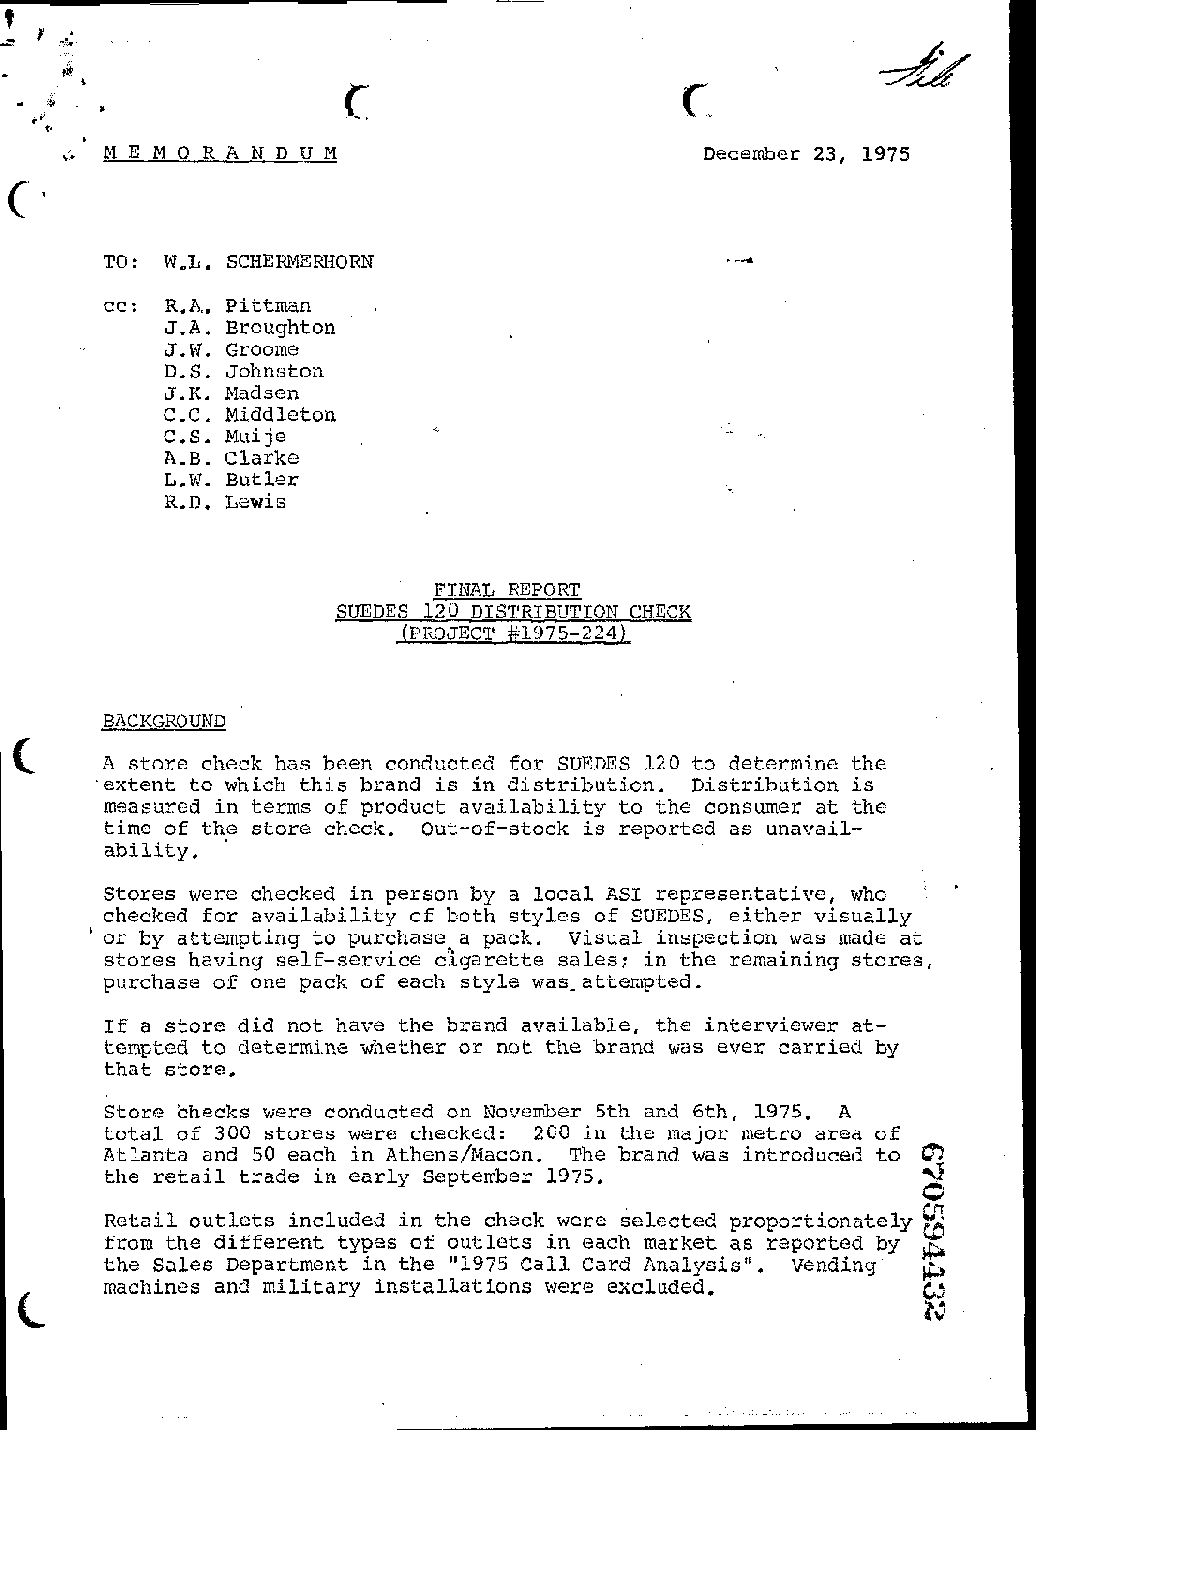 File
MEMORANDUM
December 23, 1975
TO: W.L. SCHERMERHORN
cc: R.A. Pittman
J.A. Broughton
J.W. Groome
D.S. Johnston
J.K. Madsen
C.C. Middleton
C.S. Muije
A.B. Clarke
L.W. Butler
R.D. Lewis
FINAL REPORT
SUEDES 120 DISTRIBUTION CHECK
(PROJECT #1975-224)
BACKGROUND
A store check has been conducted for SUEDES 120 to determine the
extent to which this brand is in distribution. Distribution is
measured in terms of product availability to the consumer at the
time of the store check. Out-of-stock is reported as unavail-
ability.
Stores were checked in person by a local ASI representative, who
checked for availability of both styles of SUEDES, either visually
or by attempting to purchase a pack. Visual inspection was made at
stores having self-service cigarette sales; in the remaining stores,
purchase of one pack of each style was attempted.
If a store did not have the brand available, the interviewer at-
tempted to determine whether or not the brand was ever carried by
that store.
Store checks were conducted on November 5th and 6th, 1975. A
total of 300 stores were checked: 200 in the major metro area of
Atlanta and 50 each in Athens/Macon. The brand was introduced to
the retail trade in early September 1975.
Retail outlets included in the check were selected proportionately
from the different types of outlets in each market as reported by
the Sales Department in the "1975 Call Card Analysis". Vending
machines and military installations were excluded.
670594432